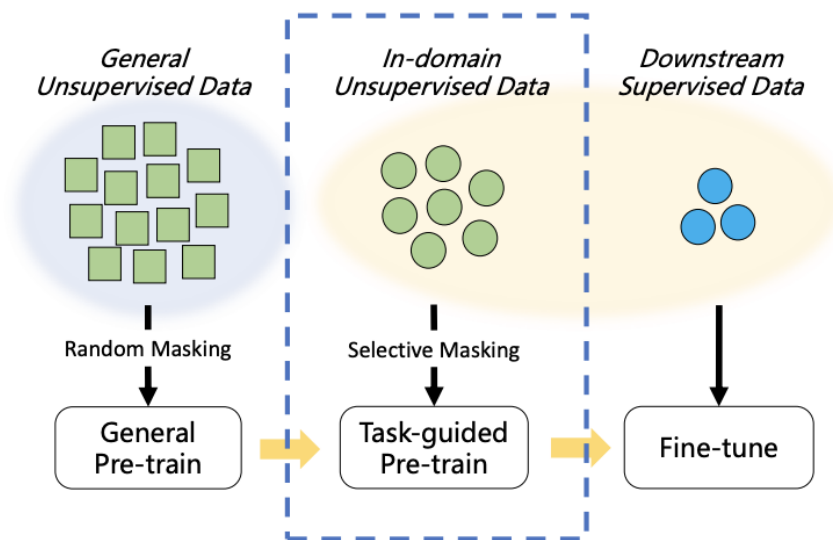 General
Unsupervised Data
In-domain
Unsupervised Data
Downstream
Supervised Data
Random Masking
Selective Masking
General
Pre-train
Task-guided
Pre-train
Fine-tune